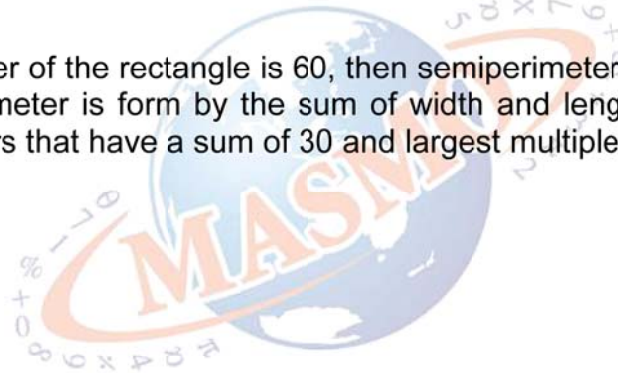 er of the rectangle is 60, then semiperimeter
meter is form by the sum of width and leng
rs that have a sum of 30 and largest multiple
MASMO